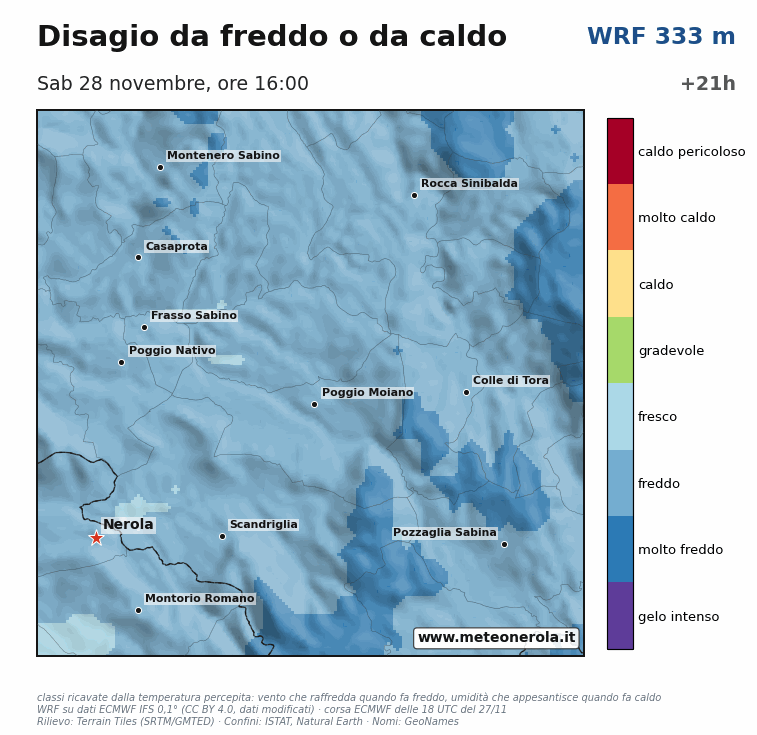 Disagio da freddo o da caldo
WRF 333 m
Sab 28 novembre, ore 16:00
+21h
Montenero Sabino
Rocca Sinibalda
Casaprota
Frasso Sabino
Poggio Nativo
Poggio Moiano
Colle di Tora
Nerola
Scandriglia
Pozzaglia Sabina
Montorio Romano
www.meteonerola.it
caldo pericoloso
molto caldo
caldo
gradevole
fresco
freddo
molto freddo
gelo intenso
classi ricavate dalla temperatura percepita: vento che raffredda quando fa freddo, umidità che appesantisce quando fa caldo
WRF su dati ECMWF IFS 0,1° (CC BY 4.0, dati modificati) · corsa ECMWF delle 18 UTC del 27/11
Rilievo: Terrain Tiles (SRTM/GMTED) · Confini: ISTAT, Natural Earth · Nomi: GeoNames